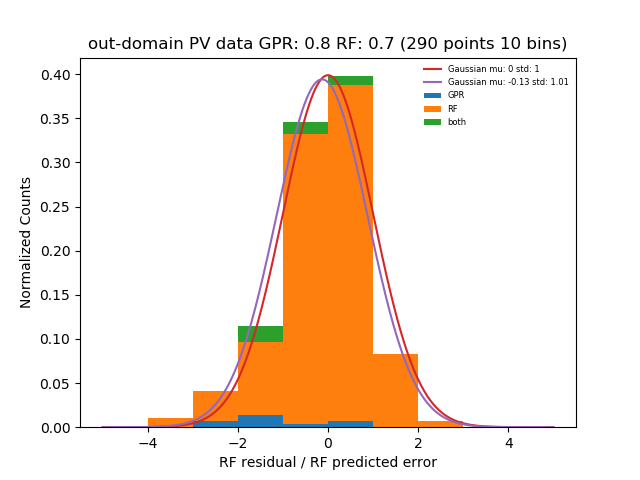 out-domain PV data GPR: 0.8 RF: 0.7 (290 points 10 bins)
Gaussian mu: 0 std: 1
Gaussian mu: -0.13 std: 1.01
GPR
RF
both
0.40
0.35
0.30
0.25
0.20
0.15
0.10
0.05
0.00
Normalized Counts
−4 −2 0 2 4
RF residual / RF predicted error